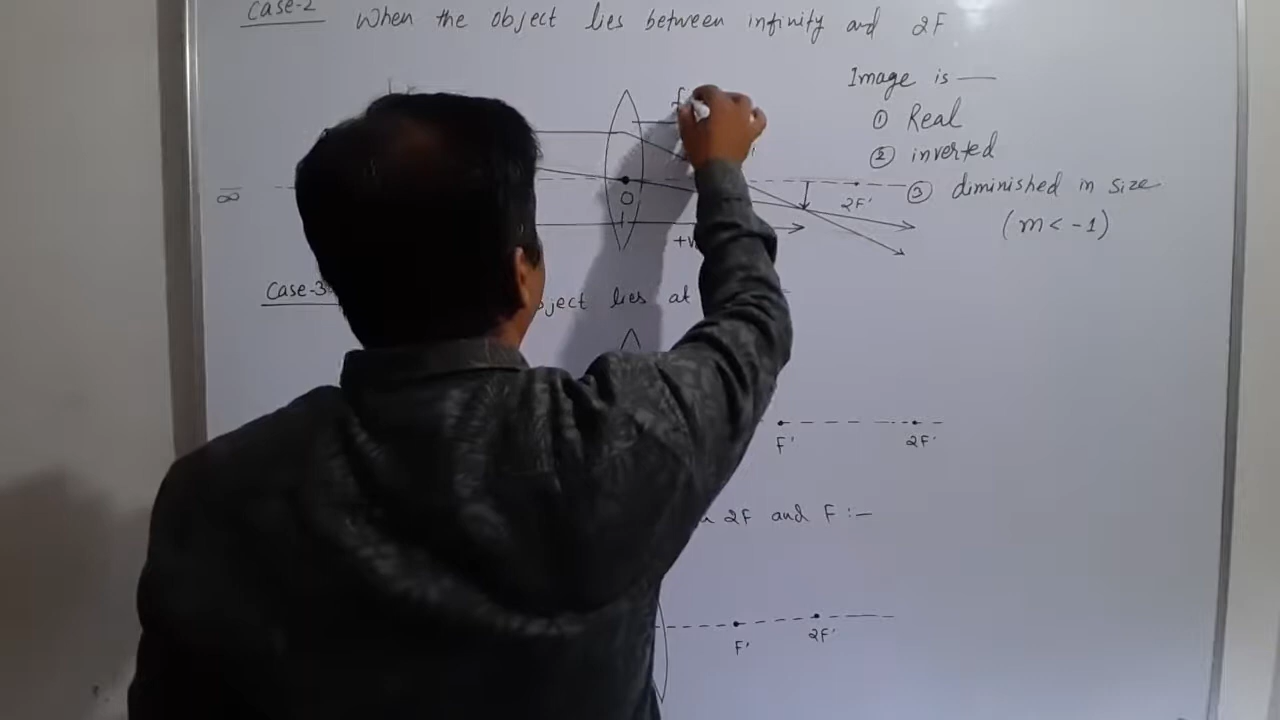 Case-2 When the object lies between infinity and 2F
Image is —
① Real
② inverted
③ diminished in size
(m < -1)
∞
O
2F'
f
Case-3
object lies at
F'
2F'
2F and F :—
F'
2F'